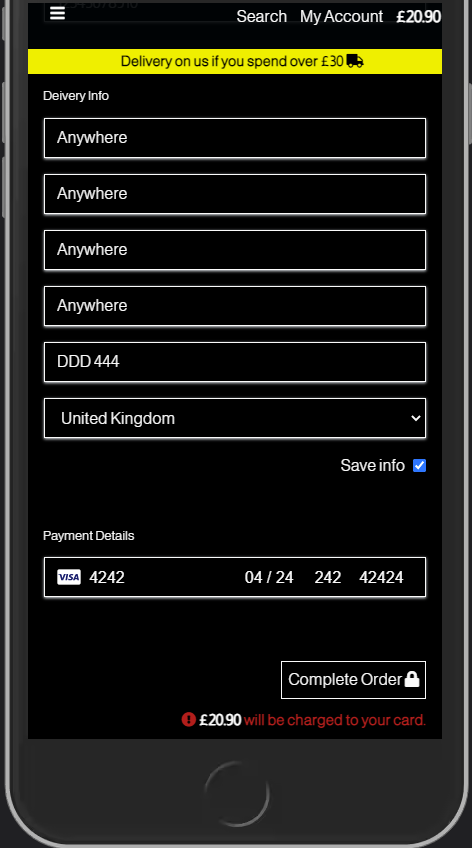 Search My Account £20.90
Delivery on us if you spend over £30
Deivery Info
Anywhere
Anywhere
Anywhere
Anywhere
DDD 444
United Kingdom
Save info
Payment Details
VISA 4242 04 / 24 242 42424
Complete Order
£20.90 will be charged to your card.